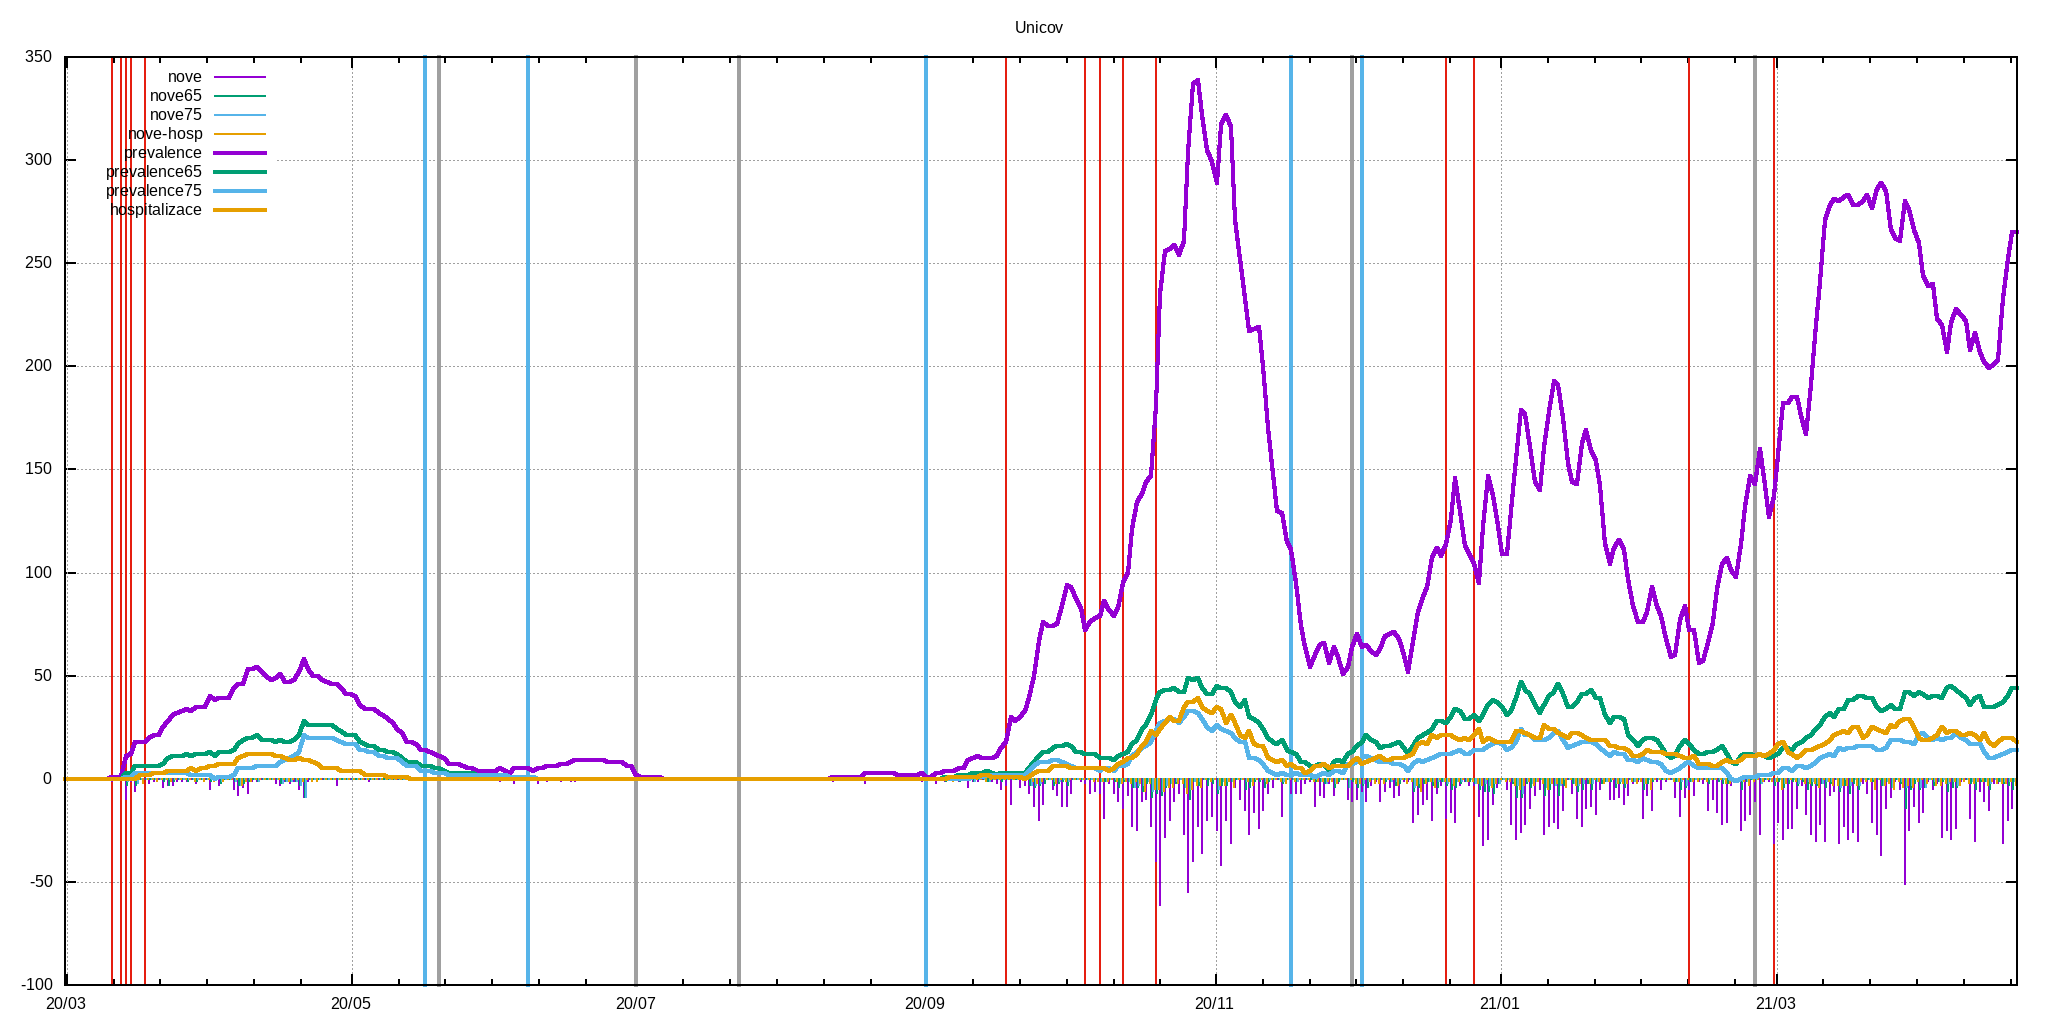 Unicov
350
300
250
200
150
100
50
0
-50
-100
nove
nove65
nove75
nove-hosp
prevalence
prevalence65
prevalence75
hospitalizace
20/03
20/05
20/07
20/09
20/11
21/01
21/03